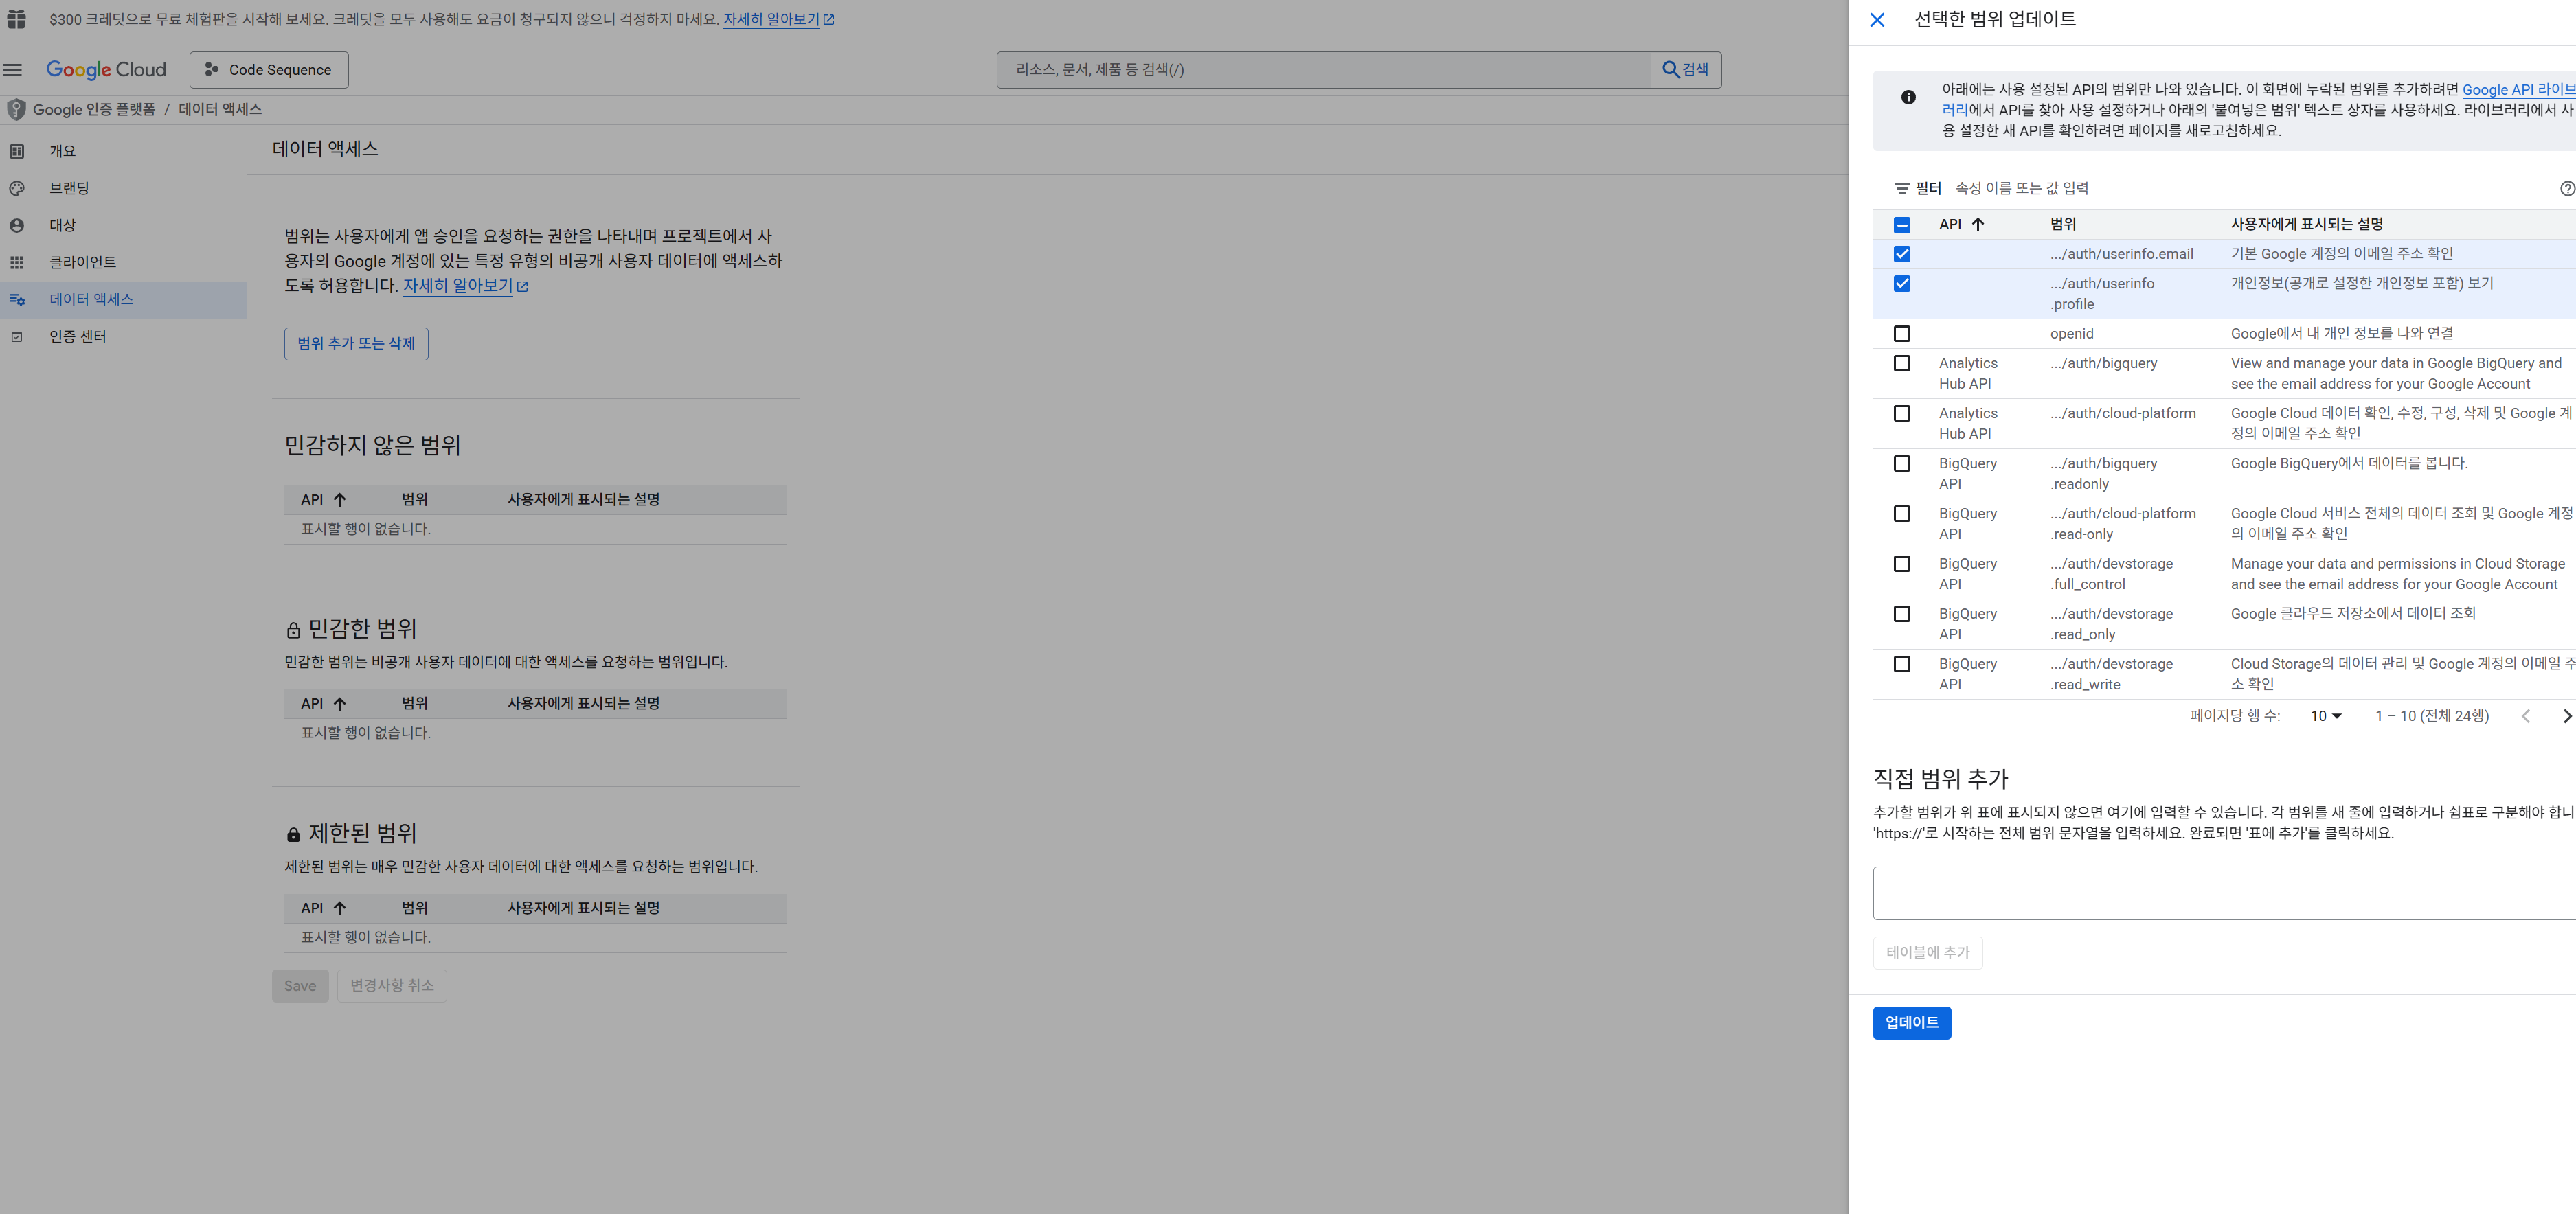 $300 크레딧으로 무료 체험판을 시작해 보세요. 크레딧을 모두 사용해도 요금이 청구되지 않으니 걱정하지 마세요. 자세히 알아보기
Google Cloud
Code Sequence
리소스, 문서, 제품 등 검색(/)
검색
Google 인증 플랫폼 / 데이터 액세스
개요
브랜딩
대상
클라이언트
데이터 액세스
인증 센터
데이터 액세스
범위는 사용자에게 앱 승인을 요청하는 권한을 나타내며 프로젝트에서 사
용자의 Google 계정에 있는 특정 유형의 비공개 사용자 데이터에 액세스하
도록 허용합니다. 자세히 알아보기
범위 추가 또는 삭제
민감하지 않은 범위
API 범위 사용자에게 표시되는 설명
표시할 행이 없습니다.
민감한 범위
민감한 범위는 비공개 사용자 데이터에 대한 액세스를 요청하는 범위입니다.
API 범위 사용자에게 표시되는 설명
표시할 행이 없습니다.
제한된 범위
제한된 범위는 매우 민감한 사용자 데이터에 대한 액세스를 요청하는 범위입니다.
API 범위 사용자에게 표시되는 설명
표시할 행이 없습니다.
Save 변경사항 취소
선택한 범위 업데이트
아래에는 사용 설정된 API의 범위만 나와 있습니다. 이 화면에 누락된 범위를 추가하려면 Google API 라이브
러리에서 API를 찾아 사용 설정하거나 아래의 '붙여넣은 범위' 텍스트 상자를 사용하세요. 라이브러리에서 사
용 설정한 새 API를 확인하려면 페이지를 새로고침하세요.
필터 속성 이름 또는 값 입력
API 범위 사용자에게 표시되는 설명
.../auth/userinfo.email 기본 Google 계정의 이메일 주소 확인
.../auth/userinfo 개인정보(공개로 설정한 개인정보 포함) 보기
.profile
openid Google에서 내 개인 정보를 나와 연결
Analytics .../auth/bigquery View and manage your data in Google BigQuery and
Hub API see the email address for your Google Account
Analytics .../auth/cloud-platform Google Cloud 데이터 확인, 수정, 구성, 삭제 및 Google 계
Hub API 정의 이메일 주소 확인
BigQuery .../auth/bigquery Google BigQuery에서 데이터를 봅니다.
API .readonly
BigQuery .../auth/cloud-platform Google Cloud 서비스 전체의 데이터 조회 및 Google 계정
API .read-only 의 이메일 주소 확인
BigQuery .../auth/devstorage Manage your data and permissions in Cloud Storage
API .full_control and see the email address for your Google Account
BigQuery .../auth/devstorage Google 클라우드 저장소에서 데이터 조회
API .read_only
BigQuery .../auth/devstorage Cloud Storage의 데이터 관리 및 Google 계정의 이메일 주
API .read_write 소 확인
페이지당 행 수: 10 1 – 10 (전체 24행)
직접 범위 추가
추가할 범위가 위 표에 표시되지 않으면 여기에 입력할 수 있습니다. 각 범위를 새 줄에 입력하거나 쉼표로 구분해야 합니
'https://'로 시작하는 전체 범위 문자열을 입력하세요. 완료되면 '표에 추가'를 클릭하세요.
테이블에 추가
업데이트